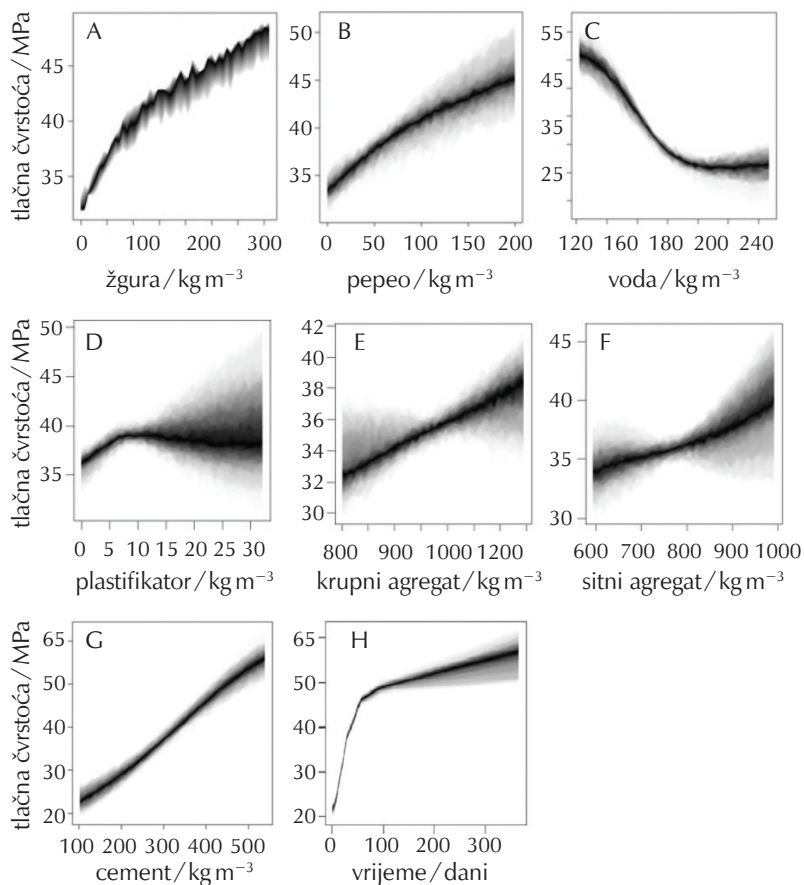 A
B
C
tlačna čvrstoća / MPa
45
40
35
50
45
40
35
55
45
35
25
0 100 200 300
0 50 100 150 200
120 160 180 200 240
žgura / kg m⁻³
pepeo / kg m⁻³
voda / kg m⁻³
D
E
F
tlačna čvrstoća / MPa
50
40
35
42
40
38
36
34
32
30
45
40
35
30
0 5 10 15 20 25 30
800 900 1000 1200
600 700 800 900 1000
plastifikator / kg m⁻³
krupni agregat / kg m⁻³
sitni agregat / kg m⁻³
G
H
tlačna čvrstoća / MPa
65
50
40
30
20
65
50
40
30
20
100 200 300 400 500
0 100 200 300
cement / kg m⁻³
vrijeme / dani